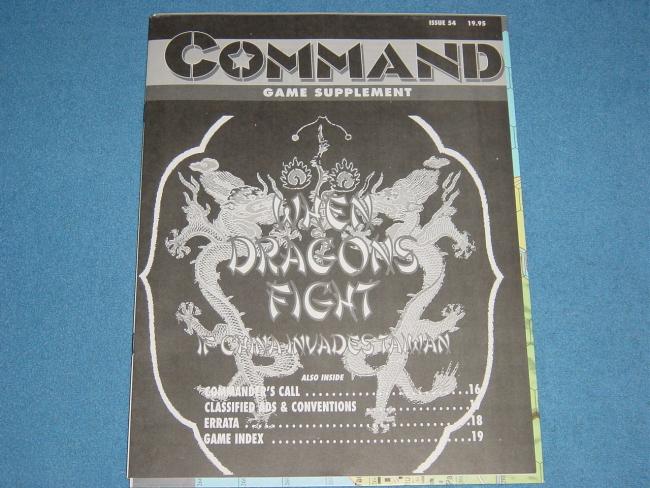 ISSUE 54 19.95
COMMAND
GAME SUPPLEMENT
WHEN
DRAGONS
FIGHT
IF CHINA INVADES TAIWAN
ALSO INSIDE
COMMANDER'S CALL ........................16
CLASSIFIED ADS & CONVENTIONS ............
ERRATA ..................................18
GAME INDEX ..............................19